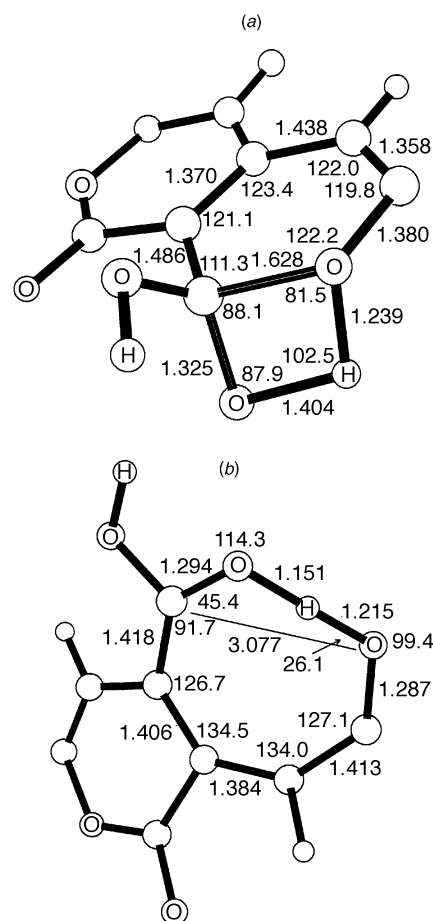 (a)
1.438
1.358
1.370
122.0
123.4
119.8
O
121.1
1.380
122.2
1.486
111.3
1.628
O
O
O
88.1
81.5
1.239
H
1.325
87.9
102.5
H
O
1.404
(b)
H
O
114.3
O
1.294
1.151
H
45.4
1.215
1.418
91.7
3.077
O
99.4
26.1
126.7
1.287
1.406
134.5
127.1
134.0
1.384
1.413
O
O